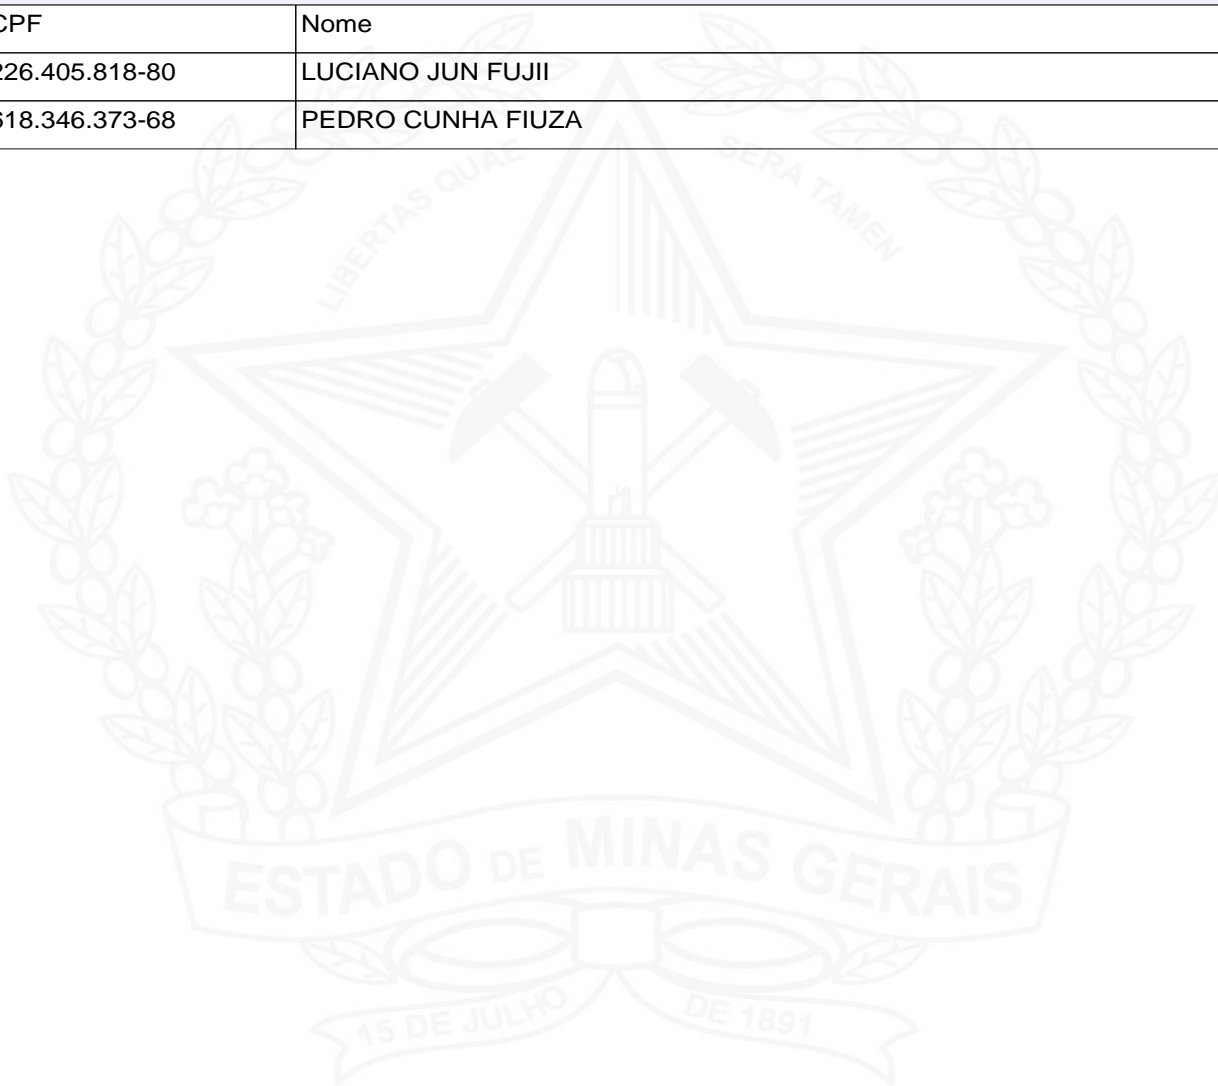 CPF Nome
226.405.818-80 LUCIANO JUN FUJII
618.346.373-68 PEDRO CUNHA FIUZA
LIBERTAS QUAE SERA TAMEN
ESTADO DE MINAS GERAIS
15 DE JULHO DE 1891